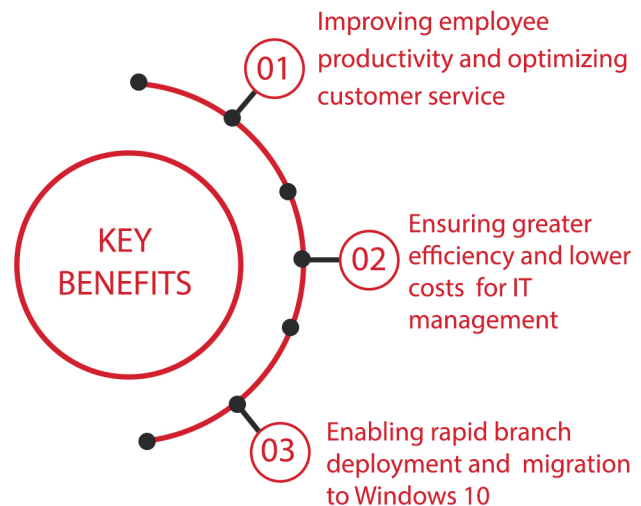 KEY
BENEFITS
01
Improving employee
productivity and optimizing
customer service
02
Ensuring greater
efficiency and lower
costs for IT
management
03
Enabling rapid branch
deployment and migration
to Windows 10